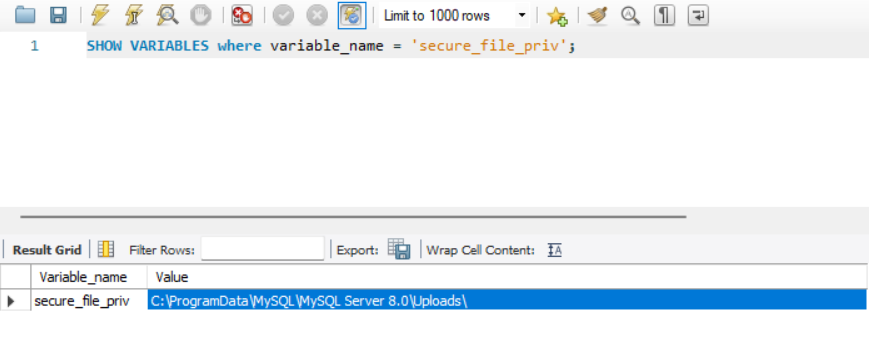 Limit to 1000 rows
1 SHOW VARIABLES where variable_name = 'secure_file_priv';
Result Grid Filter Rows: Export: Wrap Cell Content:
Variable_name Value
secure_file_priv C:\ProgramData\MySQL\MySQL Server 8.0\Uploads\